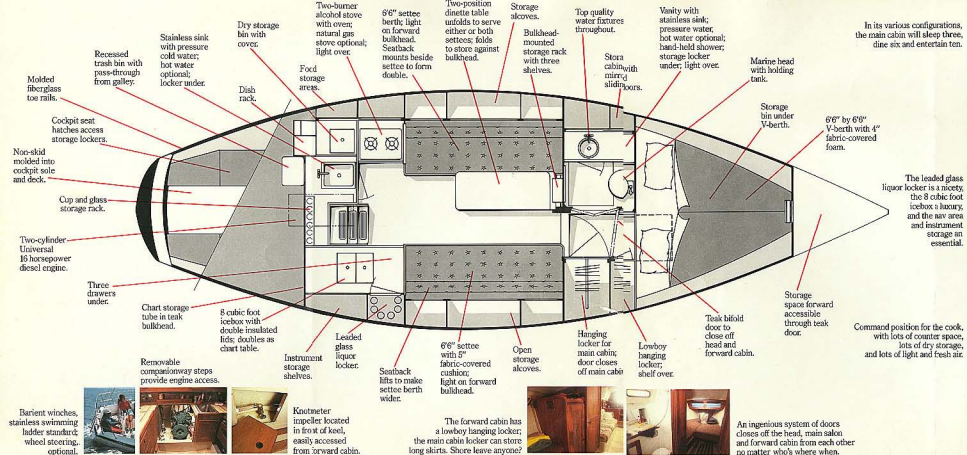 Two-burner
alcohol stove
with oven;
natural gas
stove optional;
light over.
6'6" settee
berth; light
on forward
bulkhead.
Seatback
mounts beside
settee to form
double.
Two-position
dinette table
unfolds to serve
either or both
settees; folds
to store against
bulkhead.
Storage
alcoves.
Bulkhead-
mounted
storage rack
with three
shelves.
Top quality
water fixtures
throughout.
Stora
cabin with
mirr
slidin doors.
Vanity with
stainless sink;
pressure water,
hot water optional;
hand-held shower;
storage locker
under; light over.
In its various configurations,
the main cabin will sleep three,
dine six and entertain ten.
Dry storage
bin with
cover.
Stainless sink
with pressure
cold water;
hot water
optional;
locker under.
Recessed
trash bin with
pass-through
from galley.
Molded
fiberglass
toe rails.
Food
storage
areas.
Dish
rack.
Marine head
with holding
tank.
Storage
bin under
V-berth.
6'6" by 6'6"
V-berth with 4"
fabric-covered
foam.
Cockpit seat
hatches access
storage lockers.
Non-skid
molded into
cockpit sole
and deck.
Cup and glass
storage rack.
Two-cylinder
Universal
16 horsepower
diesel engine.
The leaded glass
liquor locker is a nicety,
the 8 cubic foot
icebox a luxury,
and the nav area
and instrument
storage an
essential.
Three
drawers
under.
Chart storage
tube in teak
bulkhead.
8 cubic foot
icebox with
double insulated
lids; doubles as
chart table.
Instrument
storage
shelves.
Leaded
glass
liquor
locker.
Seatback
lifts to make
settee berth
wider.
6'6" settee
with 5"
fabric-covered
cushion;
light on forward
bulkhead.
Open
storage
alcoves.
Hanging
locker for
main cabin;
door closes
off main cabin
Lowboy
hanging
locker;
shelf over.
Teak bifold
door to
close off
head and
forward cabin.
Storage
space forward
accessible
through teak
door.
Command position for the cook,
with lots of counter space,
lots of dry storage,
and lots of light and fresh air.
Removable
companionway steps
provide engine access.
Barient winches,
stainless swimming
ladder standard;
wheel steering,.
optional.
Knotmeter
impeller located
in front of keel,
easily accessed
from forward cabin.
The forward cabin has
a lowboy hanging locker;
the main cabin locker can store
long skirts. Shore leave anyone?
An ingenious system of doors
closes off the head, main salon
and forward cabin from each other
no matter who's where when.